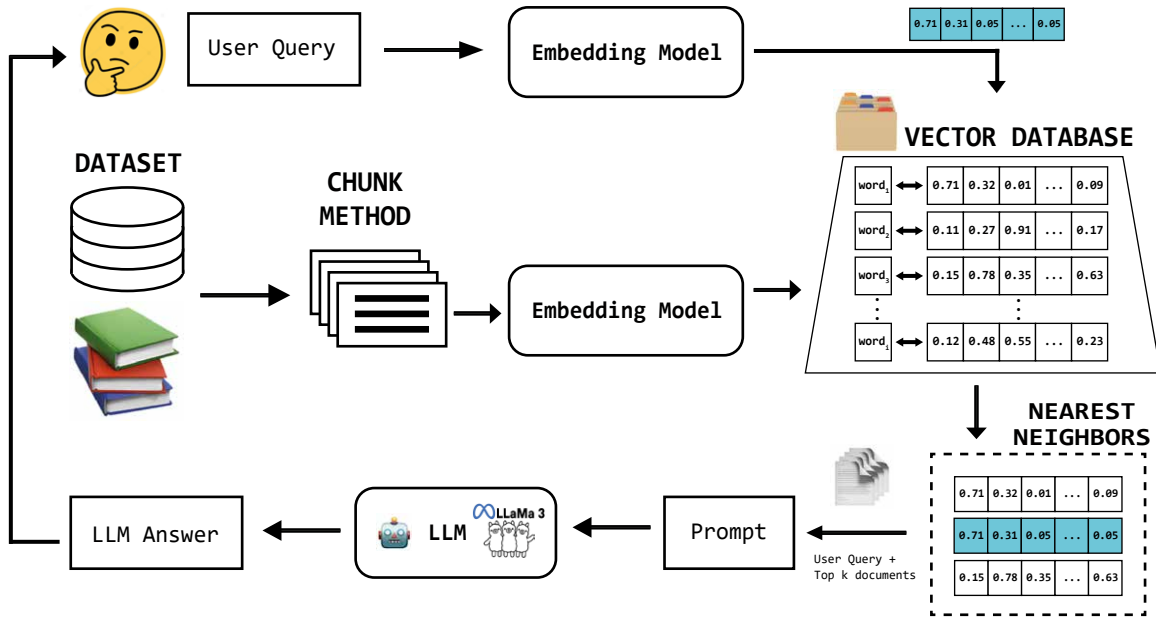 0.71 0.31 0.05 ... 0.05
User Query
Embedding Model
VECTOR DATABASE
DATASET
CHUNK
METHOD
word₁ 0.71 0.32 0.01 ... 0.09
word₂ 0.11 0.27 0.91 ... 0.17
word₃ 0.15 0.78 0.35 ... 0.63
wordᵢ 0.12 0.48 0.55 ... 0.23
Embedding Model
NEAREST
NEIGHBORS
0.71 0.32 0.01 ... 0.09
0.71 0.31 0.05 ... 0.05
0.15 0.78 0.35 ... 0.63
User Query +
Top k documents
Prompt
LLM
LLaMa 3
LLM Answer